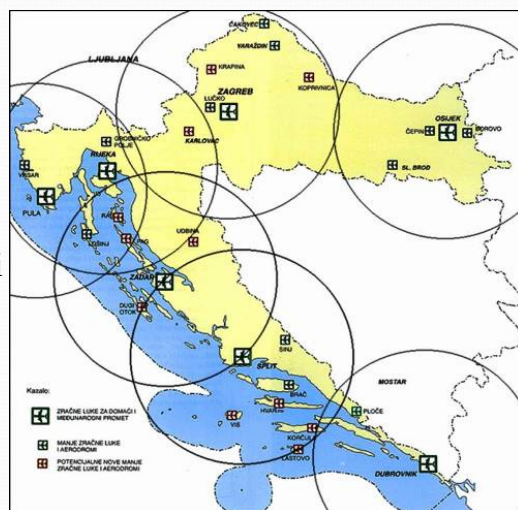 ČAKOVEC
VARAŽDIN
LJUBLJANA
KRAPINA
KOPRIVNICA
ZAGREB
LUČKO
OSIJEK
ČEPIN
BOROVO
KARLOVAC
GROBNIČKO
POLJE
RIJEKA
VRSAR
SL. BROD
PULA
RAB
LOŠINJ
UDBINA
ZADAR
DUGI
OTOK
SINJ
SPLIT
MOSTAR
BRAČ
HVAR
PLOČE
VIS
KORČULA
LASTOVO
DUBROVNIK
Kazalo:
ZRAČNE LUKE ZA DOMAĆI I
MEĐUNARODNI PROMET
MANJE ZRAČNE LUKE
I AERODROMI
POTENCIJALNE NOVE MANJE
ZRAČNE LUKE I AERODROMI